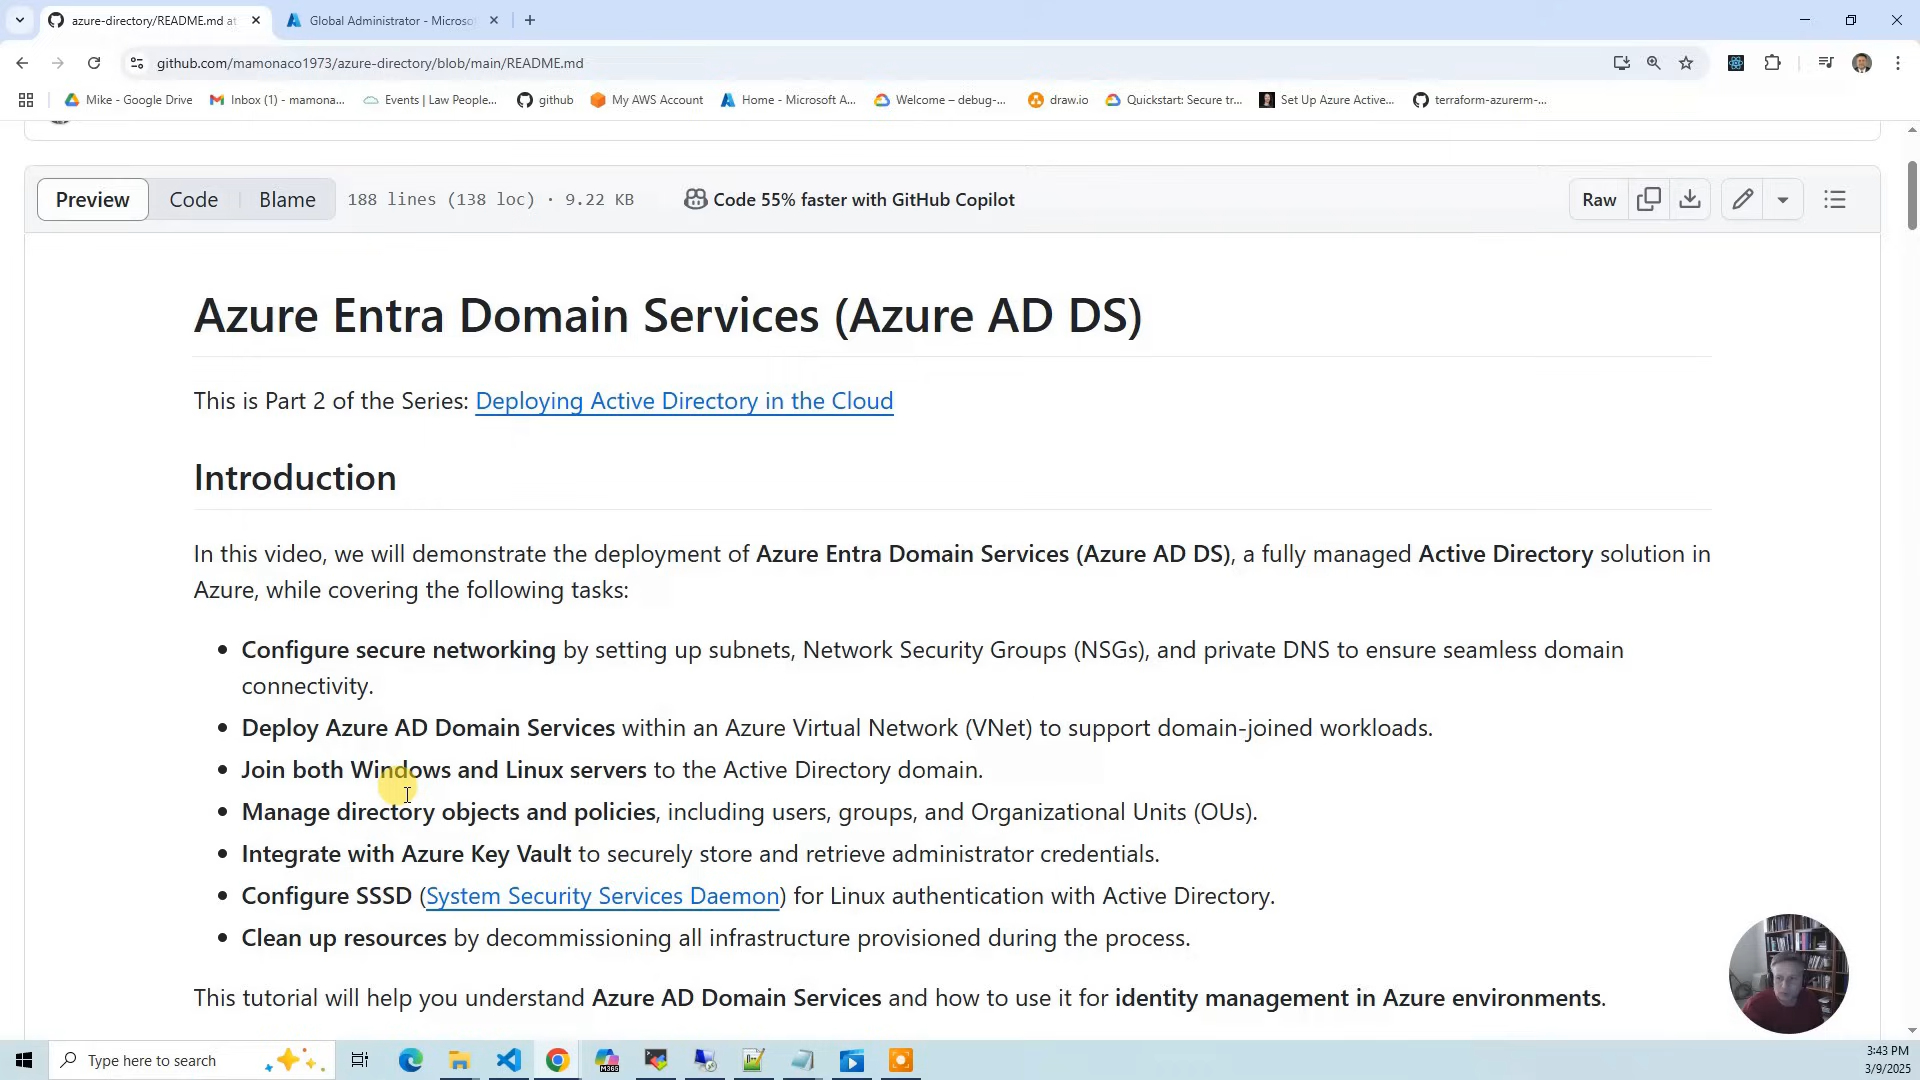 azure-directory/README.md at
Global Administrator - Microso
github.com/mamonaco1973/azure-directory/blob/main/README.md
Mike - Google Drive
Inbox (1) - mamona...
Events | Law People...
github
My AWS Account
Home - Microsoft A...
Welcome – debug-...
draw.io
Quickstart: Secure tr...
Set Up Azure Active...
terraform-azurerm-...
Preview
Code
Blame
188 lines (138 loc) · 9.22 KB
Code 55% faster with GitHub Copilot
Raw
Azure Entra Domain Services (Azure AD DS)
This is Part 2 of the Series: Deploying Active Directory in the Cloud
Introduction
In this video, we will demonstrate the deployment of Azure Entra Domain Services (Azure AD DS), a fully managed Active Directory solution in
Azure, while covering the following tasks:
• Configure secure networking by setting up subnets, Network Security Groups (NSGs), and private DNS to ensure seamless domain
connectivity.
• Deploy Azure AD Domain Services within an Azure Virtual Network (VNet) to support domain-joined workloads.
• Join both Windows and Linux servers to the Active Directory domain.
• Manage directory objects and policies, including users, groups, and Organizational Units (OUs).
• Integrate with Azure Key Vault to securely store and retrieve administrator credentials.
• Configure SSSD (System Security Services Daemon) for Linux authentication with Active Directory.
• Clean up resources by decommissioning all infrastructure provisioned during the process.
This tutorial will help you understand Azure AD Domain Services and how to use it for identity management in Azure environments.
Type here to search
M365
3:43 PM
3/9/2025